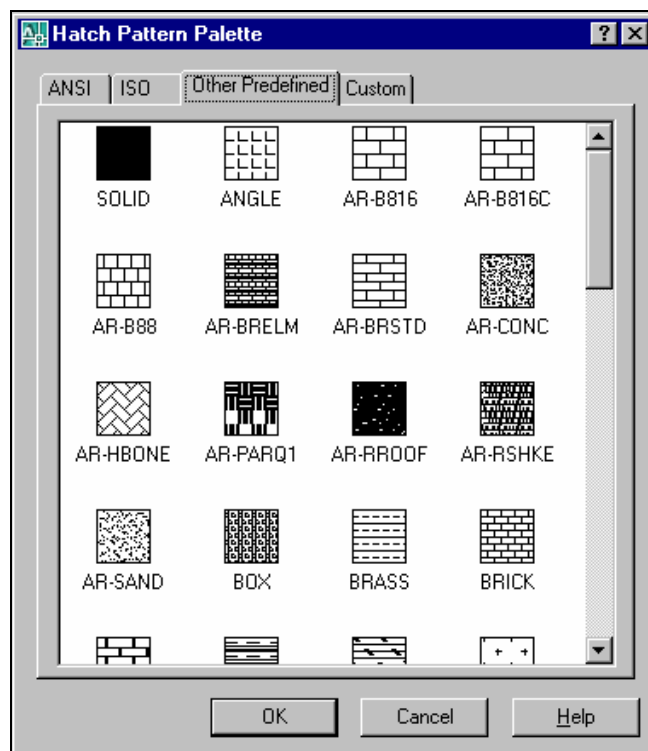 Hatch Pattern Palette
ANSI ISO Other Predefined Custom
SOLID ANGLE AR-B816 AR-B816C
AR-B88 AR-BRELM AR-BRSTD AR-CONC
AR-HBONE AR-PARQ1 AR-RROOF AR-RSHKE
AR-SAND BOX BRASS BRICK
OK Cancel Help